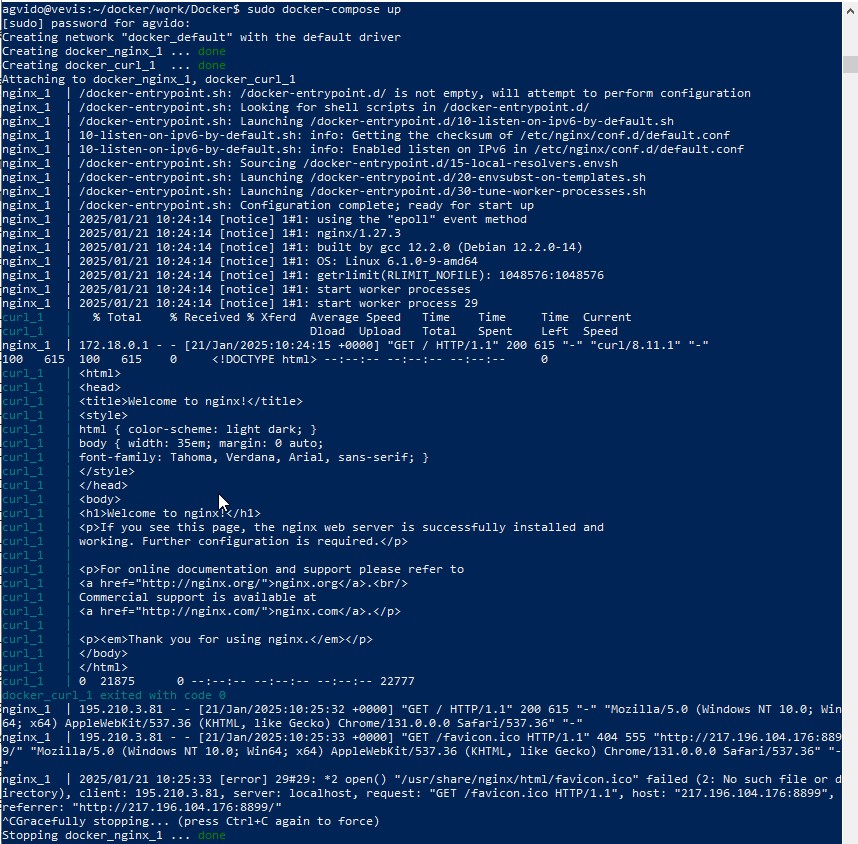 agvido@vevis:~/docker/work/Docker$ sudo docker-compose up
[sudo] password for agvido:
Creating network "docker_default" with the default driver
Creating docker_nginx_1 ... done
Creating docker_curl_1  ... done
Attaching to docker_nginx_1, docker_curl_1
nginx_1  | /docker-entrypoint.sh: /docker-entrypoint.d/ is not empty, will attempt to perform configuration
nginx_1  | /docker-entrypoint.sh: Looking for shell scripts in /docker-entrypoint.d/
nginx_1  | /docker-entrypoint.sh: Launching /docker-entrypoint.d/10-listen-on-ipv6-by-default.sh
nginx_1  | 10-listen-on-ipv6-by-default.sh: info: Getting the checksum of /etc/nginx/conf.d/default.conf
nginx_1  | 10-listen-on-ipv6-by-default.sh: info: Enabled listen on IPv6 in /etc/nginx/conf.d/default.conf
nginx_1  | /docker-entrypoint.sh: Sourcing /docker-entrypoint.d/15-local-resolvers.envsh
nginx_1  | /docker-entrypoint.sh: Launching /docker-entrypoint.d/20-envsubst-on-templates.sh
nginx_1  | /docker-entrypoint.sh: Launching /docker-entrypoint.d/30-tune-worker-processes.sh
nginx_1  | /docker-entrypoint.sh: Configuration complete; ready for start up
nginx_1  | 2025/01/21 10:24:14 [notice] 1#1: using the "epoll" event method
nginx_1  | 2025/01/21 10:24:14 [notice] 1#1: nginx/1.27.3
nginx_1  | 2025/01/21 10:24:14 [notice] 1#1: built by gcc 12.2.0 (Debian 12.2.0-14)
nginx_1  | 2025/01/21 10:24:14 [notice] 1#1: OS: Linux 6.1.0-9-amd64
nginx_1  | 2025/01/21 10:24:14 [notice] 1#1: getrlimit(RLIMIT_NOFILE): 1048576:1048576
nginx_1  | 2025/01/21 10:24:14 [notice] 1#1: start worker processes
nginx_1  | 2025/01/21 10:24:14 [notice] 1#1: start worker process 29
curl_1   |   % Total    % Received % Xferd  Average Speed   Time    Time     Time  Current
curl_1   |                                  Dload  Upload   Total   Spent    Left  Speed
nginx_1  | 172.18.0.1 - - [21/Jan/2025:10:24:15 +0000] "GET / HTTP/1.1" 200 615 "-" "curl/8.11.1" "-"
100   615  100   615    0     <!DOCTYPE html> --:--:-- --:--:--     0
curl_1   | <html>
curl_1   | <head>
curl_1   | <title>Welcome to nginx!</title>
curl_1   | <style>
curl_1   | html { color-scheme: light dark; }
curl_1   | body { width: 35em; margin: 0 auto;
curl_1   | font-family: Tahoma, Verdana, Arial, sans-serif; }
curl_1   | </style>
curl_1   | </head>
curl_1   | <body>
curl_1   | <h1>Welcome to nginx!</h1>
curl_1   | <p>If you see this page, the nginx web server is successfully installed and
curl_1   | working. Further configuration is required.</p>
curl_1   |
curl_1   | <p>For online documentation and support please refer to
curl_1   | <a href="http://nginx.org/">nginx.org</a>.<br/>
curl_1   | Commercial support is available at
curl_1   | <a href="http://nginx.com/">nginx.com</a>.</p>
curl_1   |
curl_1   | <p><em>Thank you for using nginx.</em></p>
curl_1   | </body>
curl_1   | </html>
curl_1   | 0  21875      0 --:--:-- --:--:-- --:--:-- 22777
docker_curl_1 exited with code 0
nginx_1  | 195.210.3.81 - - [21/Jan/2025:10:25:32 +0000] "GET / HTTP/1.1" 200 615 "-" "Mozilla/5.0 (Windows NT 10.0; Win
64; x64) AppleWebKit/537.36 (KHTML, like Gecko) Chrome/131.0.0.0 Safari/537.36" "-"
nginx_1  | 195.210.3.81 - - [21/Jan/2025:10:25:33 +0000] "GET /favicon.ico HTTP/1.1" 404 555 "http://217.196.104.176:889
9/" "Mozilla/5.0 (Windows NT 10.0; Win64; x64) AppleWebKit/537.36 (KHTML, like Gecko) Chrome/131.0.0.0 Safari/537.36" "-
"
nginx_1  | 2025/01/21 10:25:33 [error] 29#29: *2 open() "/usr/share/nginx/html/favicon.ico" failed (2: No such file or d
irectory), client: 195.210.3.81, server: localhost, request: "GET /favicon.ico HTTP/1.1", host: "217.196.104.176:8899",
referrer: "http://217.196.104.176:8899/"
^CGracefully stopping... (press Ctrl+C again to force)
Stopping docker_nginx_1 ... done